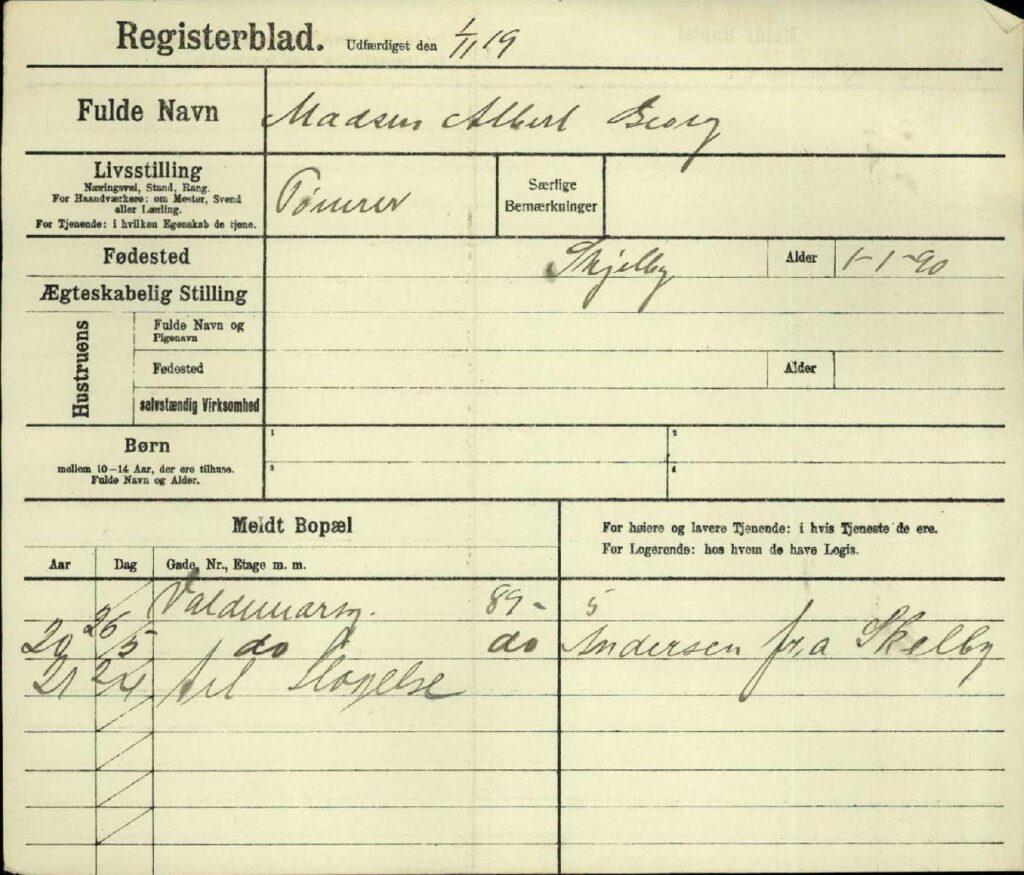 Registerblad. Udfærdiget den 1/11 19
Fulde Navn Madsen Albert Georg
Livsstilling
Næringsvei, Stand, Rang.
For Haandværkere: om Mester, Svend
eller Lærling.
For Tjenende: i hvilken Egenskab de tjene.
Tømrer
Særlige
Bemærkninger
Fødested Skjelby Alder 1-1-90
Ægteskabelig Stilling
Hustruens
Fulde Navn og
Pigenavn
Fødested Alder
selvstændig Virksomhed
Børn
mellem 10-14 Aar, der ere tilhuse.
Fulde Navn og Alder.
1 2
3 4
Meldt Bopæl
For høiere og lavere Tjenende: i hvis Tjeneste de ere.
For Logerende: hos hvem de have Logis.
Aar Dag Gade, Nr., Etage m. m.
Valdemarsg. 89- 5
20 26/5 do do Andersen fra Skelby
21 2/4 til Slagelse